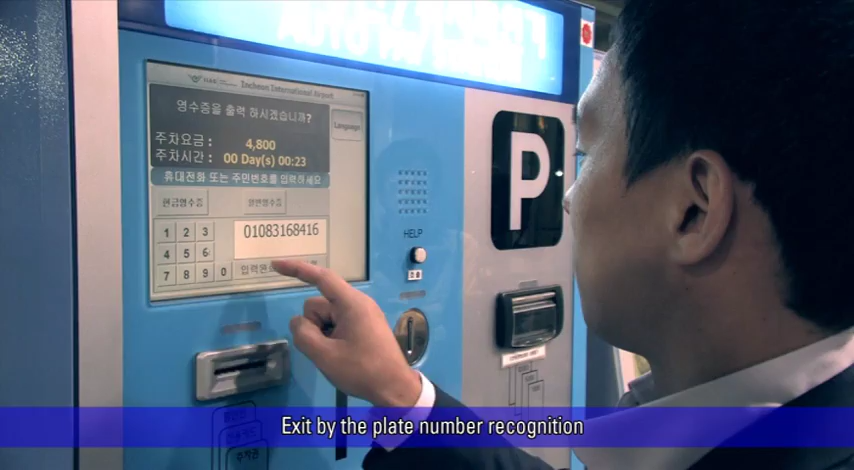 Incheon International Airport
영수증을 출력 하시겠습니까?
Language
주차요금 : 4,800
주차시간 : 00 Day(s) 00:23
휴대전화 또는 주민번호를 입력하세요
현금영수증 일반영수증
01083168416
1 2 3
4 5 6
7 8 9 0
입력완료
P
HELP
Exit by the plate number recognition